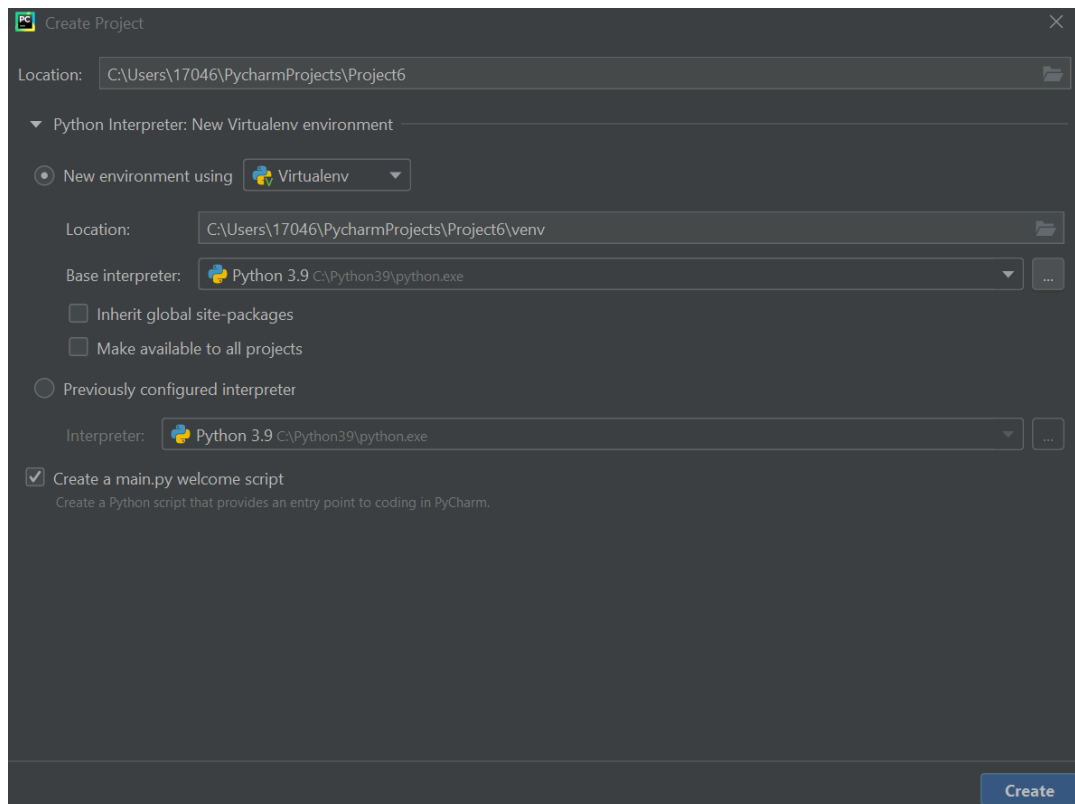 PC
Create Project
Location: C:\Users\17046\PycharmProjects\Project6
Python Interpreter: New Virtualenv environment
New environment using Virtualenv
Location: C:\Users\17046\PycharmProjects\Project6\venv
Base interpreter: Python 3.9 C:\Python39\python.exe ...
Inherit global site-packages
Make available to all projects
Previously configured interpreter
Interpreter: Python 3.9 C:\Python39\python.exe ...
Create a main.py welcome script
Create a Python script that provides an entry point to coding in PyCharm.
Create